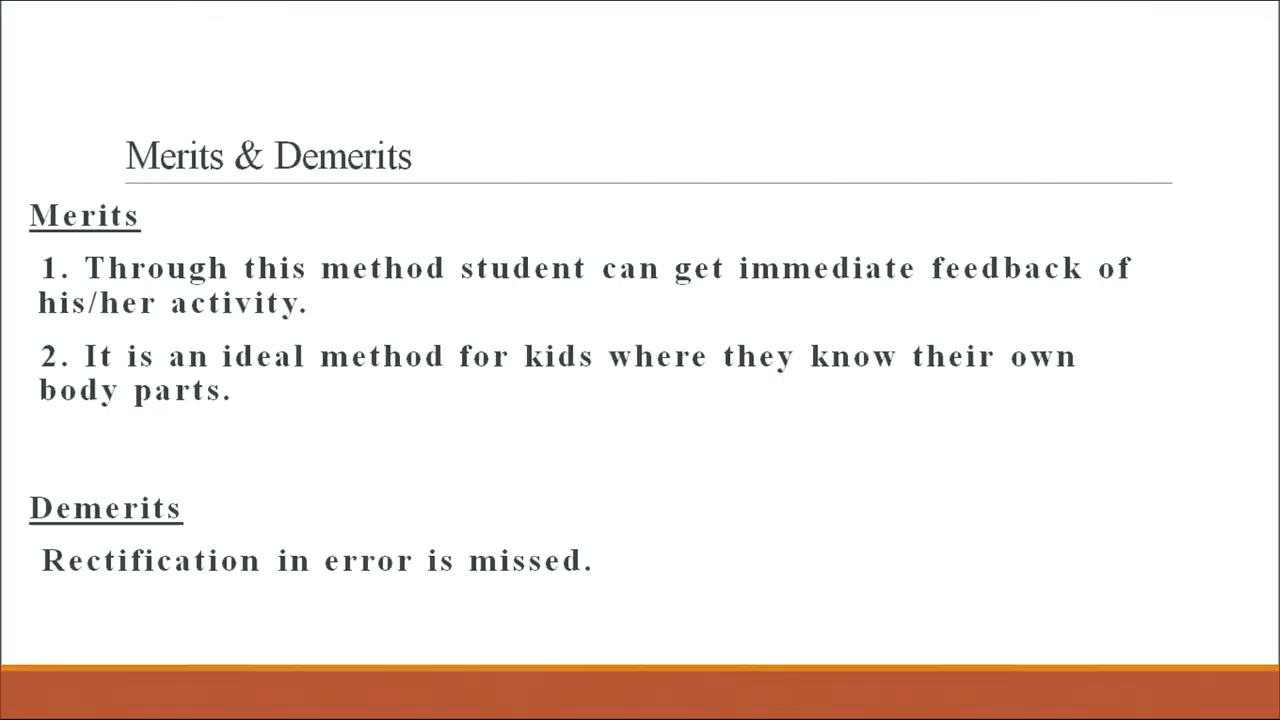 Merits & Demerits
Merits
1. Through this method student can get immediate feedback of
his/her activity.
2. It is an ideal method for kids where they know their own
body parts.
Demerits
Rectification in error is missed.